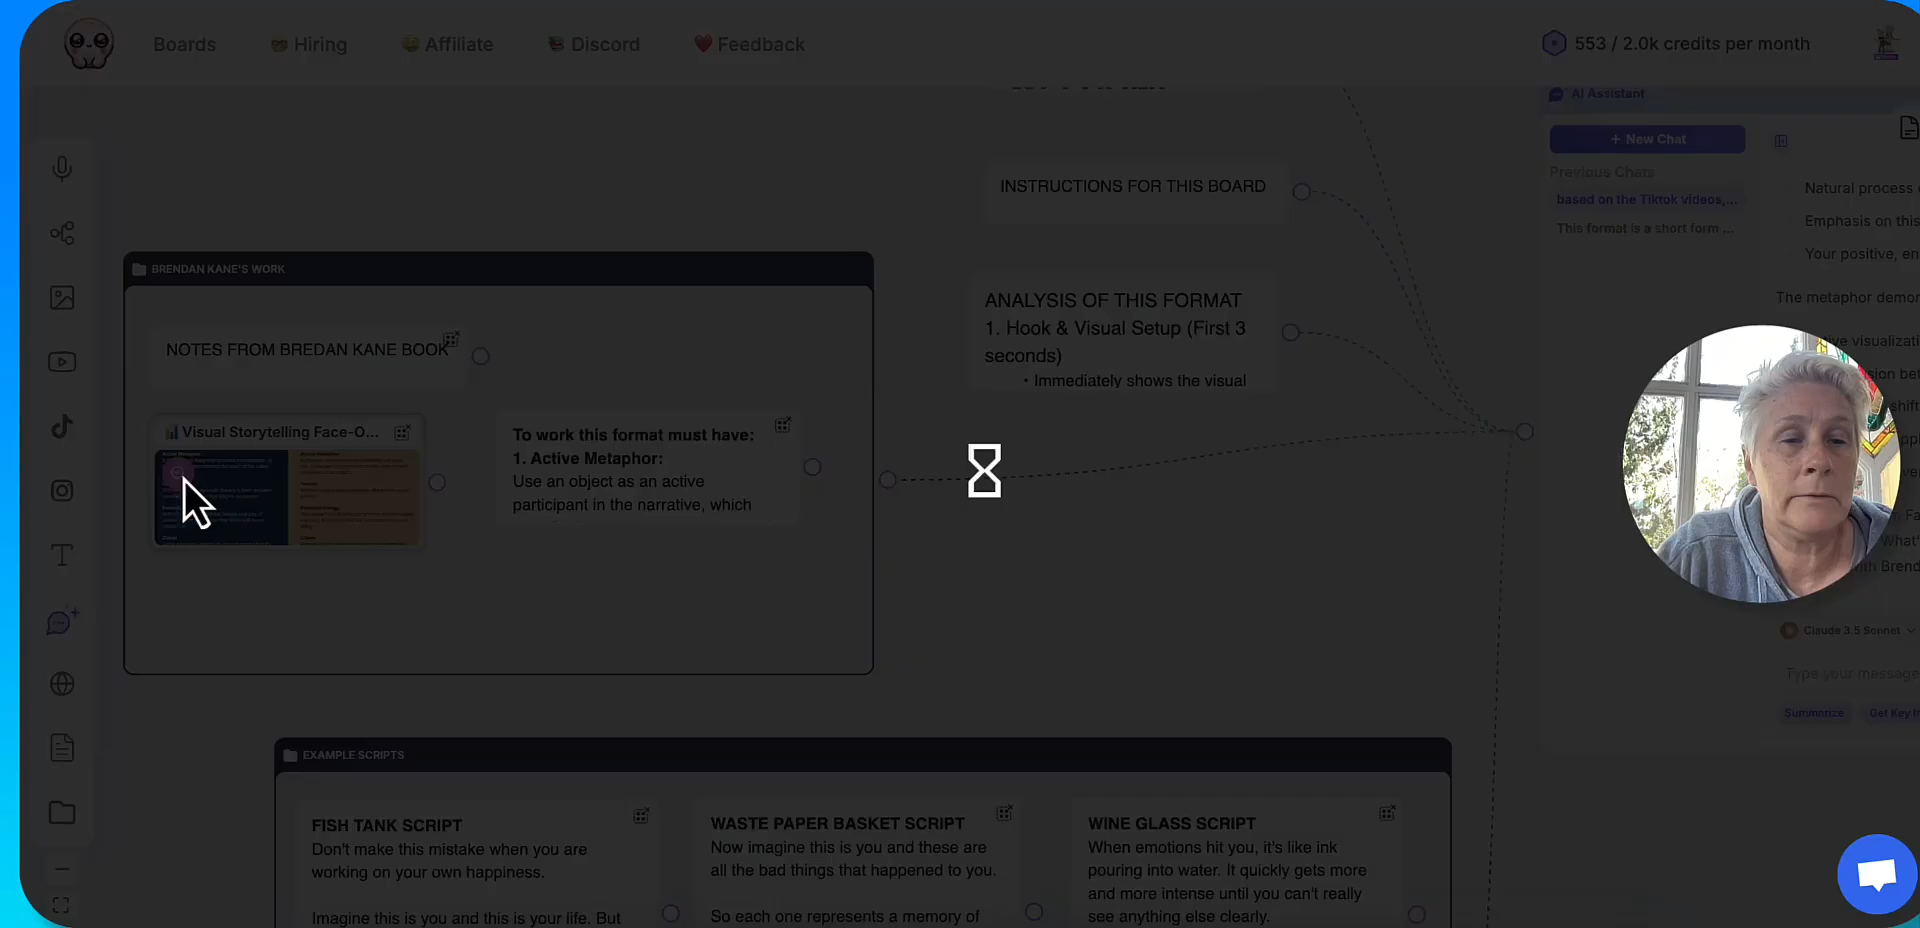 Boards
Hiring
Affiliate
Discord
Feedback
553 / 2.0k credits per month
AI Assistant
+ New Chat
Previous Chats
based on the Tiktok videos,...
This format is a short form ...
Natural process
Emphasis on this
Your positive, en
The metaphor demor
INSTRUCTIONS FOR THIS BOARD
BRENDAN KANE'S WORK
NOTES FROM BREDAN KANE BOOK
Visual Storytelling Face-O...
To work this format must have:
1. Active Metaphor:
Use an object as an active
participant in the narrative, which
ANALYSIS OF THIS FORMAT
1. Hook & Visual Setup (First 3
seconds)
• Immediately shows the visual
Claude 3.5 Sonnet
Type your message
Summarize
Get Key In
EXAMPLE SCRIPTS
FISH TANK SCRIPT
Don't make this mistake when you are
working on your own happiness.
Imagine this is you and this is your life. But
WASTE PAPER BASKET SCRIPT
Now imagine this is you and these are
all the bad things that happened to you.
So each one represents a memory of
WINE GLASS SCRIPT
When emotions hit you, it's like ink
pouring into water. It quickly gets more
and more intense until you can't really
see anything else clearly.